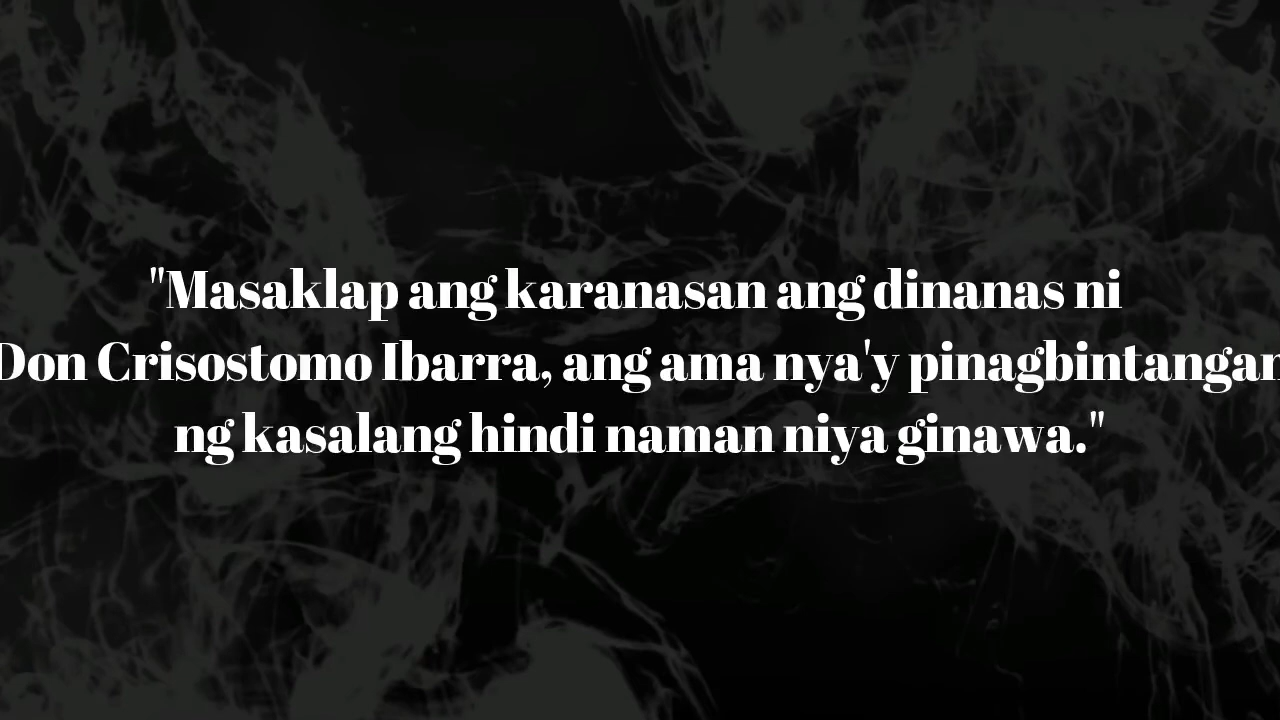 "Masaklap ang karanasan ang dinanas ni
Don Crisostomo Ibarra, ang ama nya'y pinagbintangan
ng kasalang hindi naman niya ginawa."